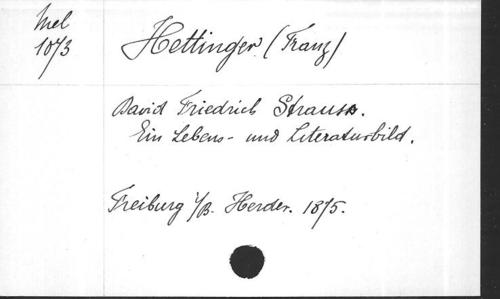 Mel
1073
Hettinger (Franz)
David Friedrich Strauss.
Ein Lebens- und Literaturbild.
Freiburg i/B. Herder. 1875.